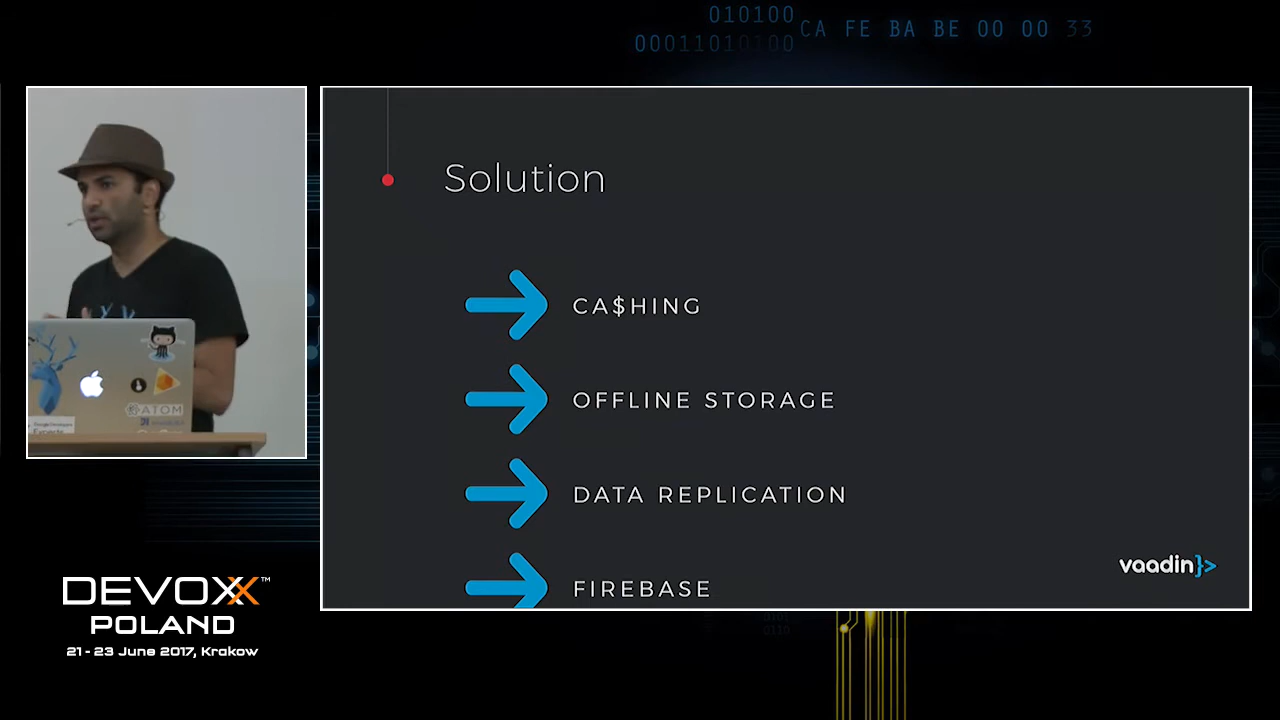 010100
00011010100
CA FE BA BE 00 00 33
Solution
CA$HING
OFFLINE STORAGE
DATA REPLICATION
FIREBASE
vaadin}>
ATOM
DEVOXX™
POLAND
21 - 23 June 2017, Krakow